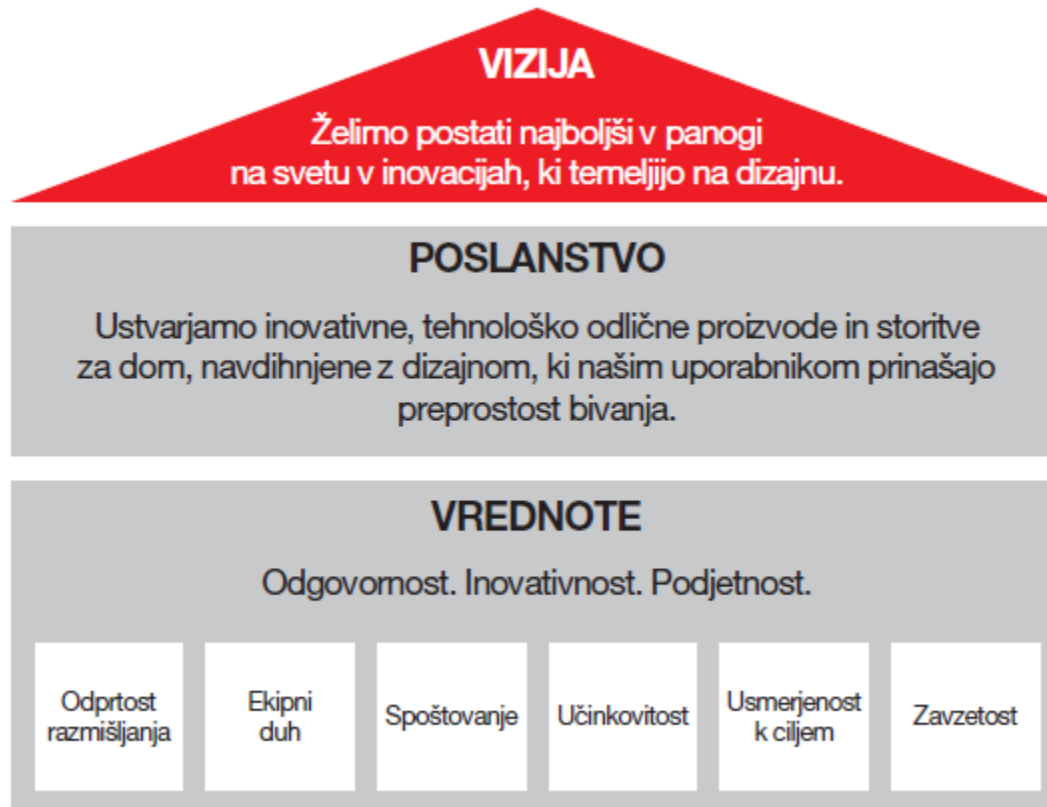 VIZIJA
Želimo postati najboljši v panogi
na svetu v inovacijah, ki temeljijo na dizajnu.
POSLANSTVO
Ustvarjamo inovativne, tehnološko odlične proizvode in storitve
za dom, navdihnjene z dizajnom, ki našim uporabnikom prinašajo
preprostost bivanja.
VREDNOTE
Odgovornost. Inovativnost. Podjetnost.
Odprtost
razmišljanja
Ekipni
duh
Spoštovanje
Učinkovitost
Usmerjenost
k ciljem
Zavzetost